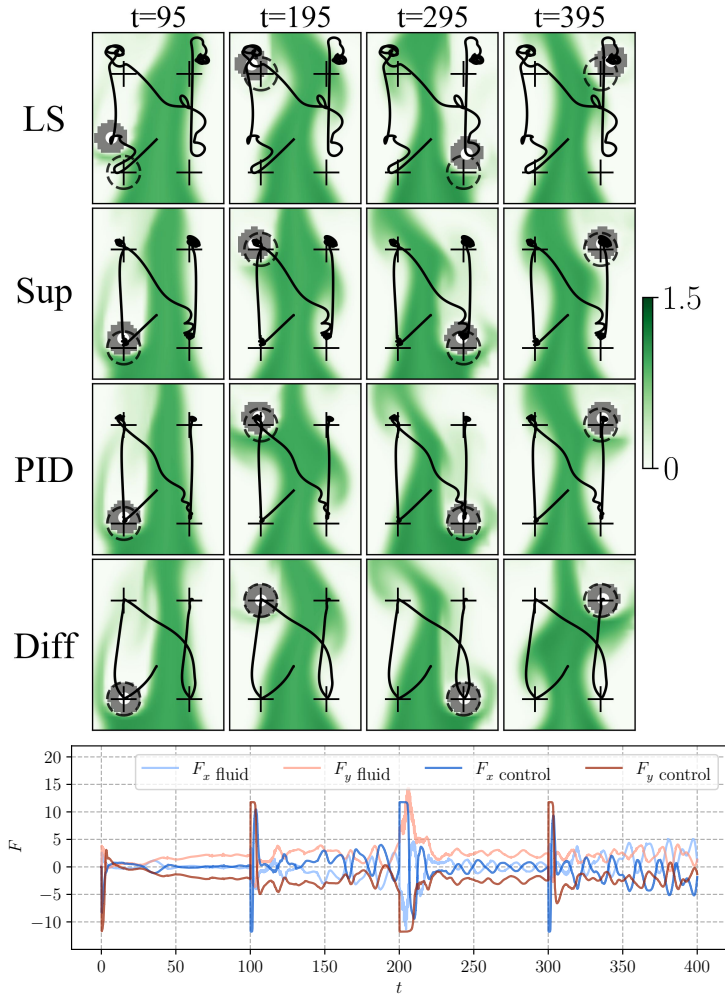 t=95 t=195 t=295 t=395
LS
Sup
1.5
PID
0
Diff
20
F_x fluid F_y fluid F_x control F_y control
15
10
5
F
0
−5
−10
0 50 100 150 200 250 300 350 400
t